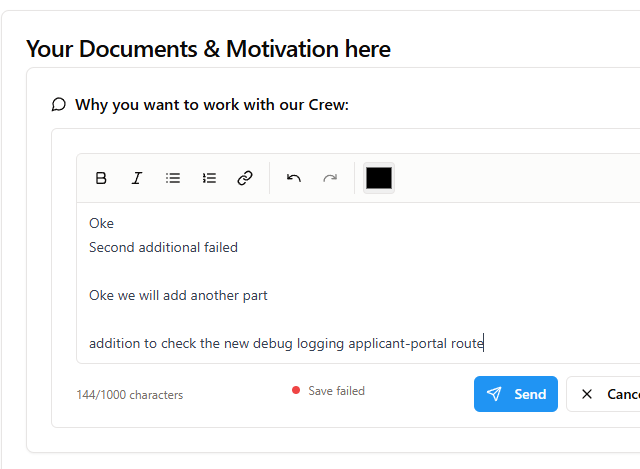 Your Documents & Motivation here
Why you want to work with our Crew:
Oke
Second additional failed
Oke we will add another part
addition to check the new debug logging applicant-portal route
144/1000 characters
Save failed
Send
Canc